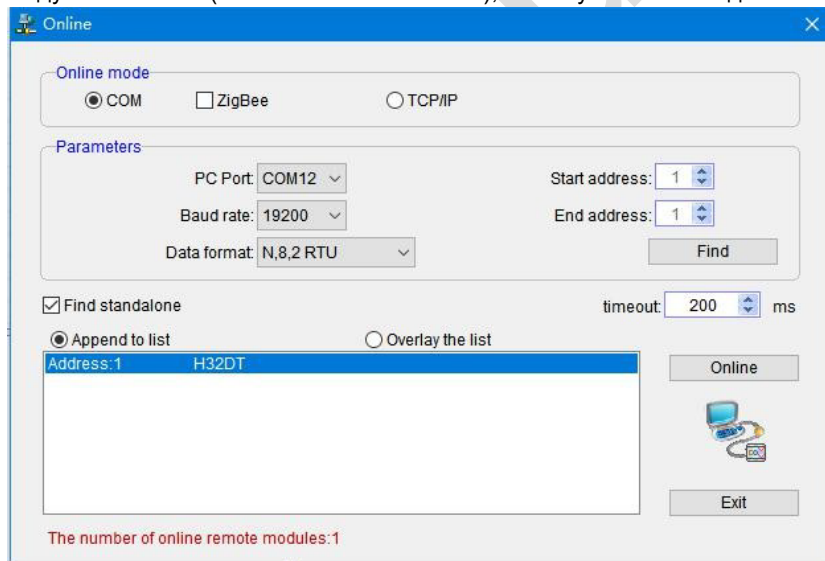 Online
Online mode
COM ZigBee TCP/IP
Parameters
PC Port: COM12 Start address: 1
Baud rate: 19200 End address: 1
Data format: N,8,2 RTU Find
Find standalone timeout: 200 ms
Append to list Overlay the list
Address:1 H32DT
Online
Exit
The number of online remote modules:1